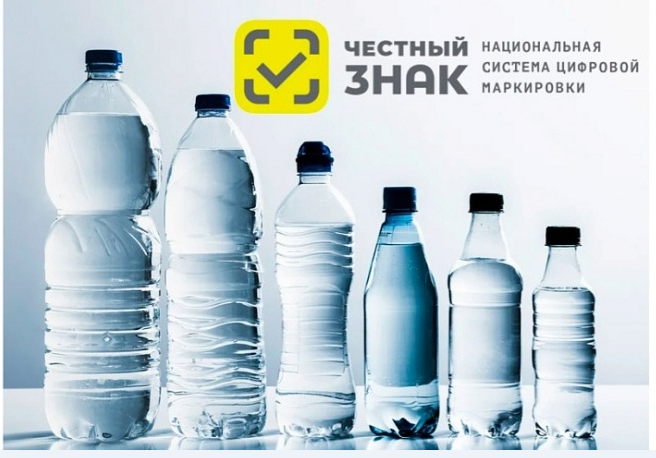 ЧЕСТНЫЙ
ЗНАК
НАЦИОНАЛЬНАЯ
СИСТЕМА ЦИФРОВОЙ
МАРКИРОВКИ